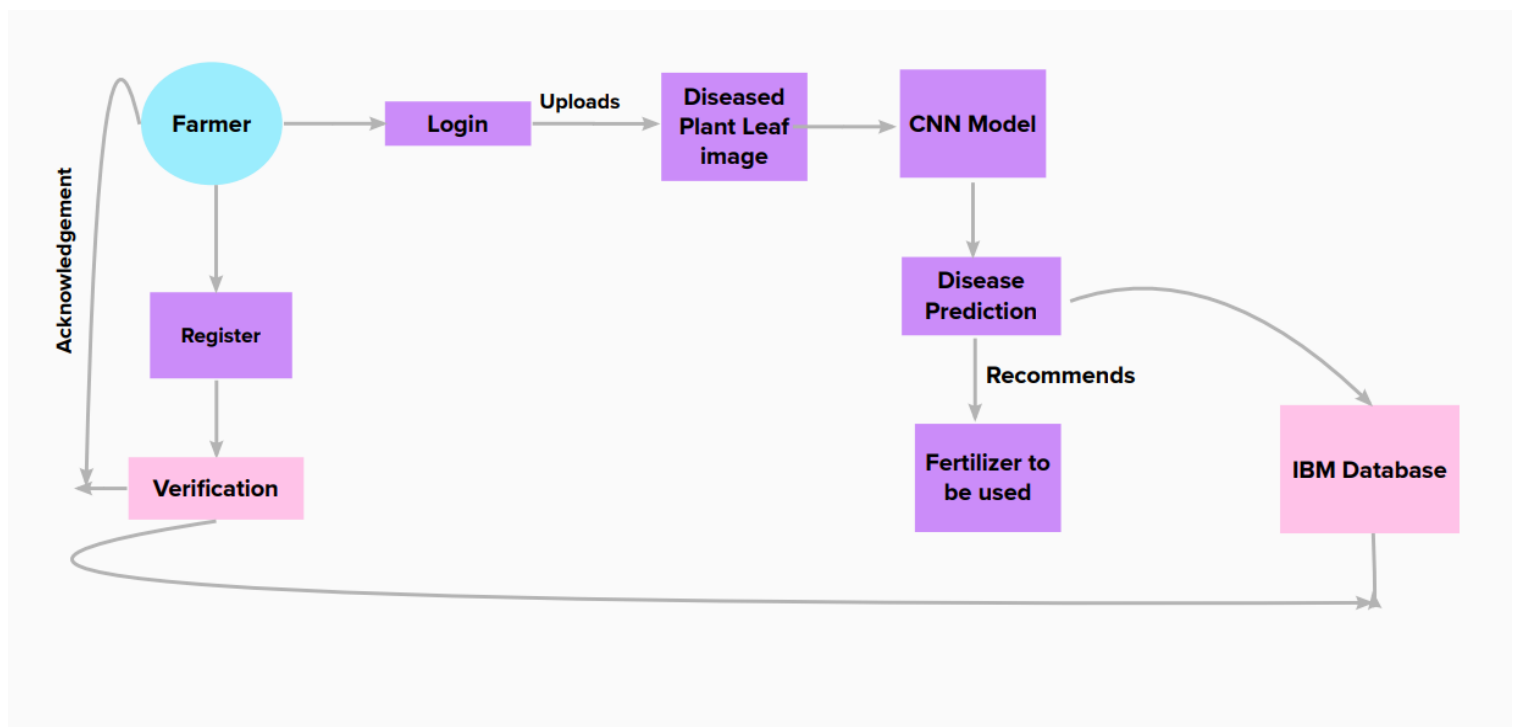 Farmer
Login
Uploads
Diseased
Plant Leaf
image
CNN Model
Acknowledgement
Register
Disease
Prediction
Recommends
Verification
Fertilizer to
be used
IBM Database